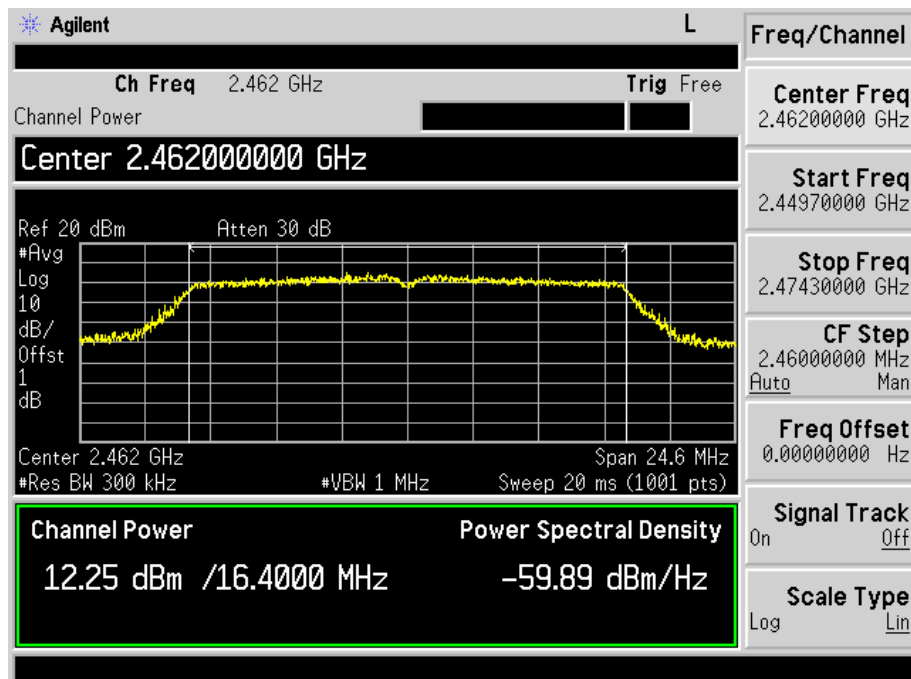 Agilent L
Ch Freq 2.462 GHz Trig Free
Channel Power
Center 2.462000000 GHz
Ref 20 dBm Atten 30 dB
#Avg
Log
10
dB/
Offst
1
dB
Center 2.462 GHz Span 24.6 MHz
#Res BW 300 kHz #VBW 1 MHz Sweep 20 ms (1001 pts)
Channel Power Power Spectral Density
12.25 dBm /16.4000 MHz -59.89 dBm/Hz
Freq/Channel
Center Freq
2.46200000 GHz
Start Freq
2.44970000 GHz
Stop Freq
2.47430000 GHz
CF Step
2.46000000 MHz
Auto Man
Freq Offset
0.00000000 Hz
Signal Track
On Off
Scale Type
Log Lin